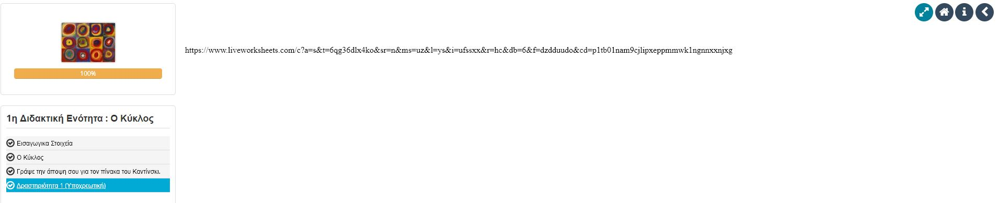 100%
https://www.liveworksheets.com/c?a=s&t=6qg36dlx4ko&sr=n&ms=uz&l=ys&i=ufssxx&r=hc&db=6&f=dzdduudo&cd=p1tb01nam9cjlipxeppmmwk1ngnnxxnjxg
1η Διδακτική Ενότητα : Ο Κύκλος
Εισαγωγικα Στοιχεία
Ο Κύκλος
Γράψε την άποψη σου για τον πίνακα του Καντίνσκι.
Δραστηριότητα 1 (Υποχρεωτική)